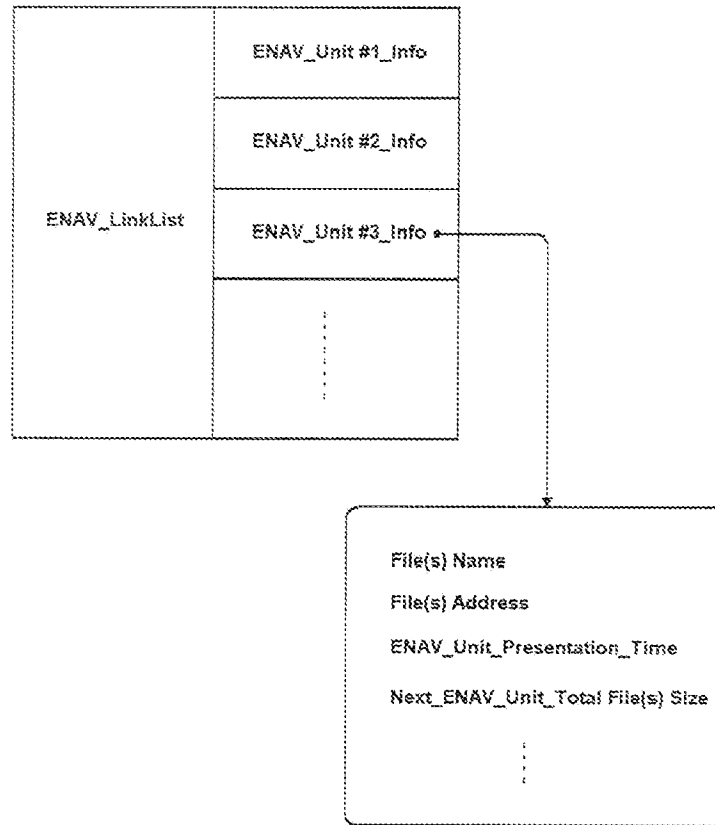 ENAV_LinkList
ENAV_Unit #1_Info
ENAV_Unit #2_Info
ENAV_Unit #3_Info
File(s) Name
File(s) Address
ENAV_Unit_Presentation_Time
Next_ENAV_Unit_Total File(s) Size